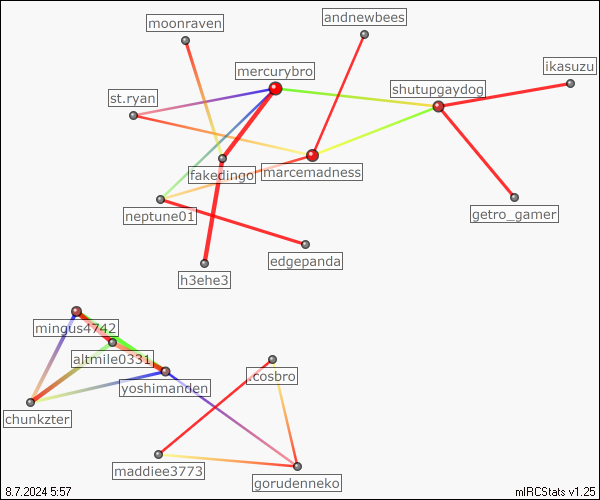 moonraven
andnewbees
mercurybro
ikasuzu
shutupgaydog
st.ryan
fakedingo
marcemadness
neptune01
getro_gamer
edgepanda
h3ehe3
mingus4742
altmile0331
.cosbro
yoshimanden
chunkzter
maddiee3773
gorudenneko
8.7.2024 5:57
mIRCStats v1.25